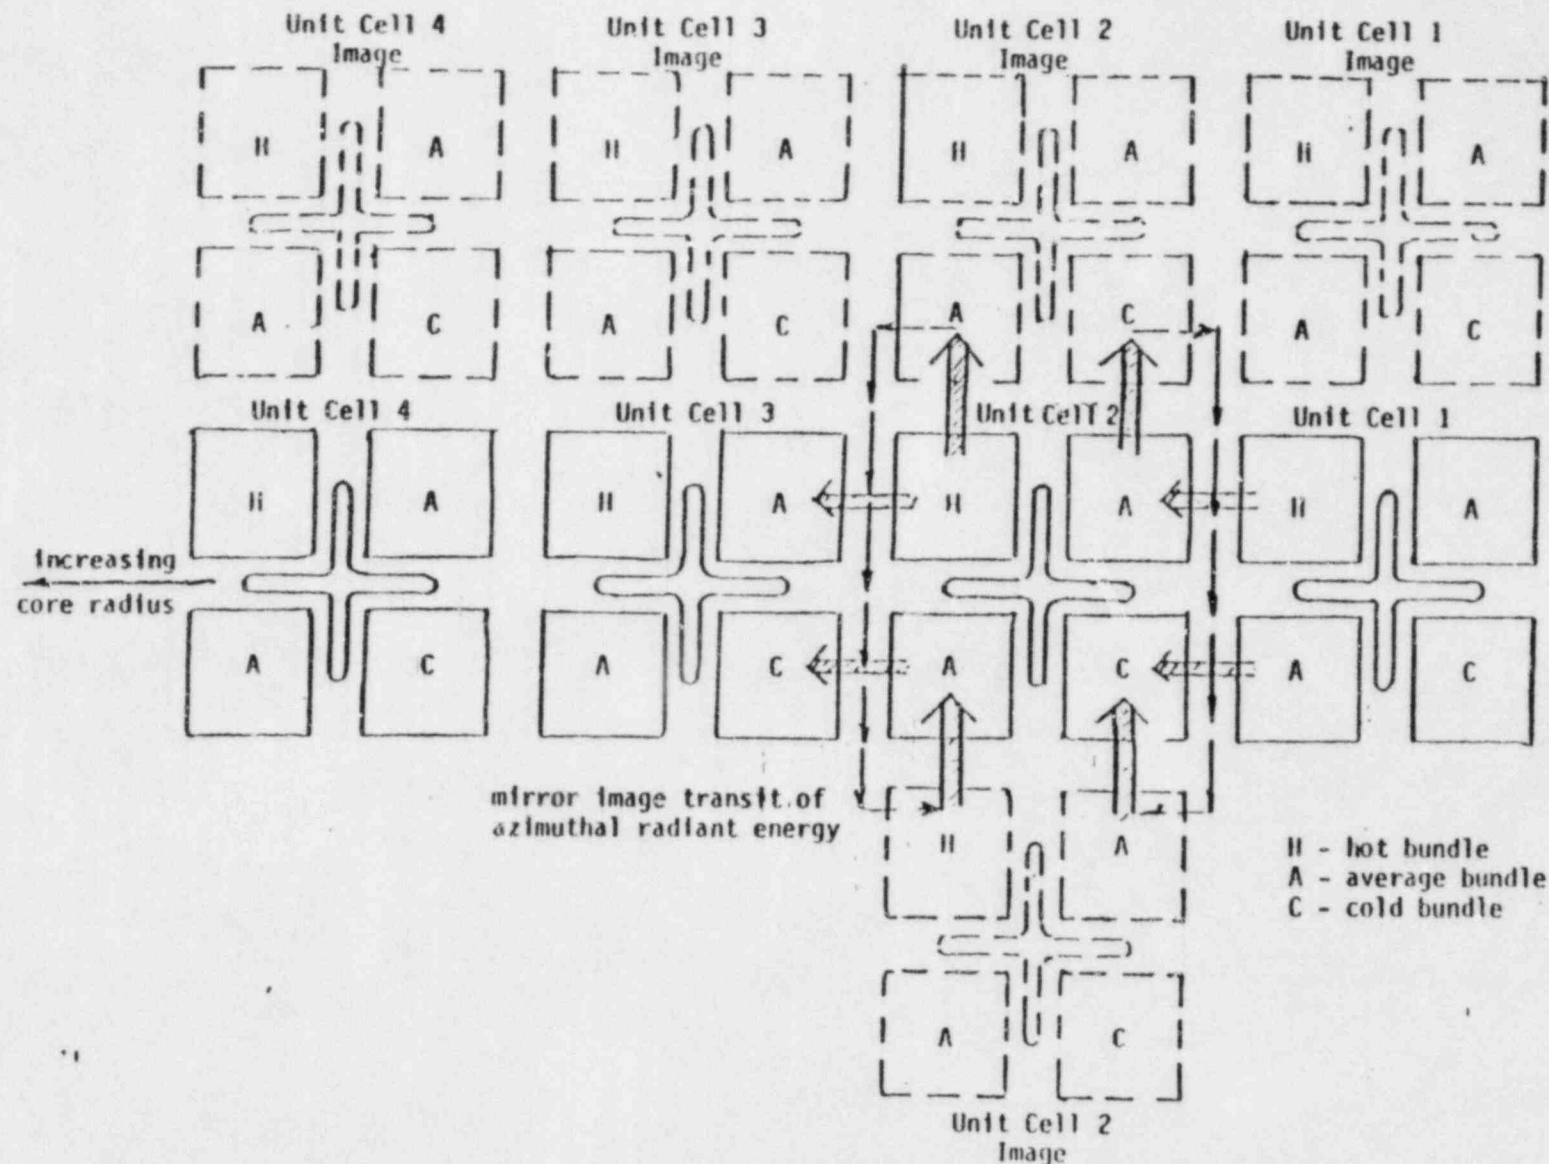 Unit Cell 4
Image
Unit Cell 3
Image
Unit Cell 2
Image
Unit Cell 1
Image
H A H A H A H A
A C A C A C A C
Unit Cell 4
Unit Cell 3
Unit Cell 2
Unit Cell 1
H A H A H A H A
increasing
core radius
A C A C A C A C
mirror image transit of
azimuthal radiant energy
H A
H - hot bundle
A - average bundle
C - cold bundle
A C
Unit Cell 2
Image